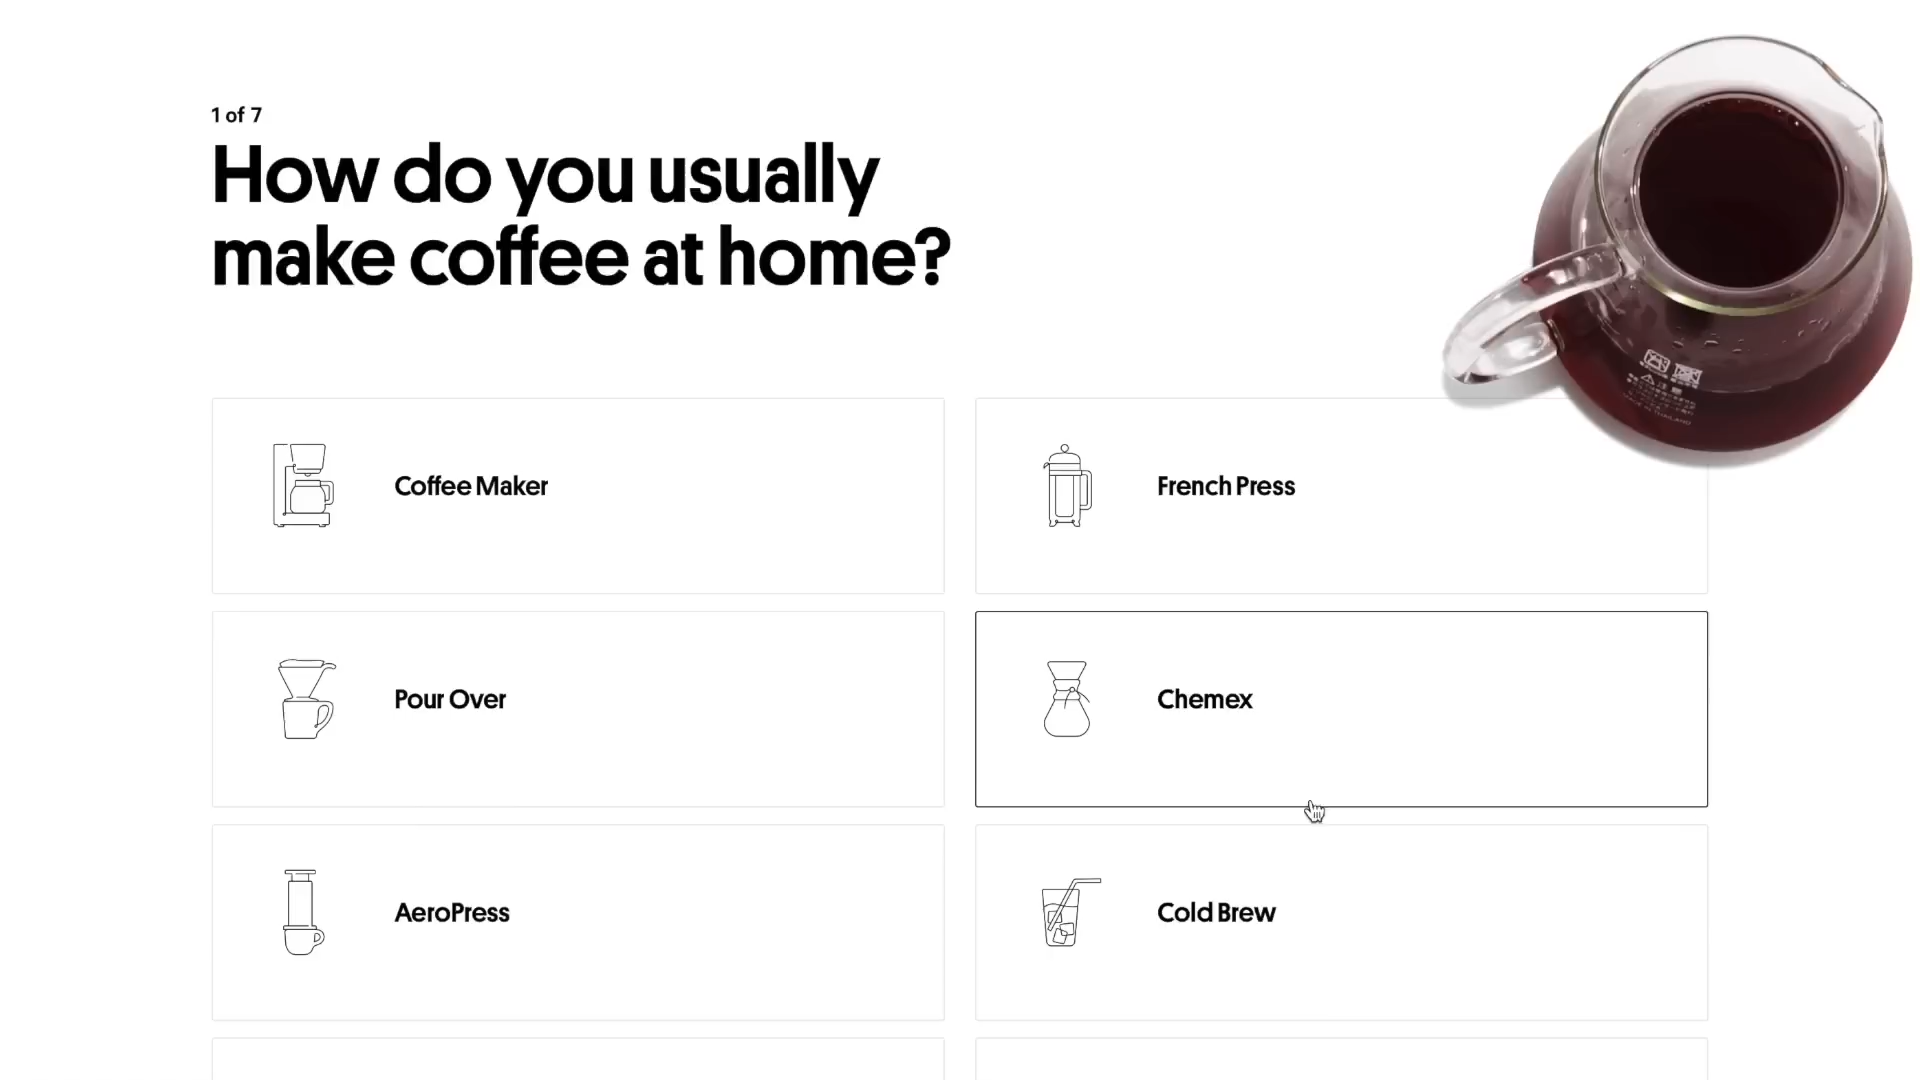 1 of 7
How do you usually
make coffee at home?
Coffee Maker
French Press
Pour Over
Chemex
AeroPress
Cold Brew